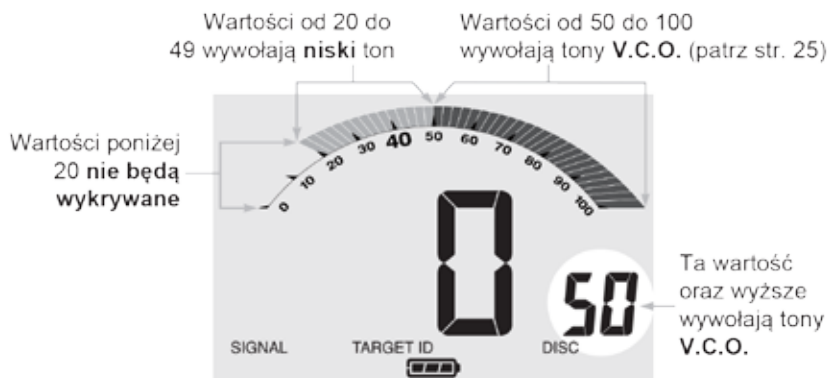 Wartości od 20 do
49 wywołają niski ton
Wartości od 50 do 100
wywołają tony V.C.O. (patrz str. 25)
Wartości poniżej
20 nie będą
wykrywane
0 10 20 30 40 50 60 70 80 90 100
0
50
Ta wartość
oraz wyższe
wywołają tony
V.C.O.
SIGNAL TARGET ID DISC